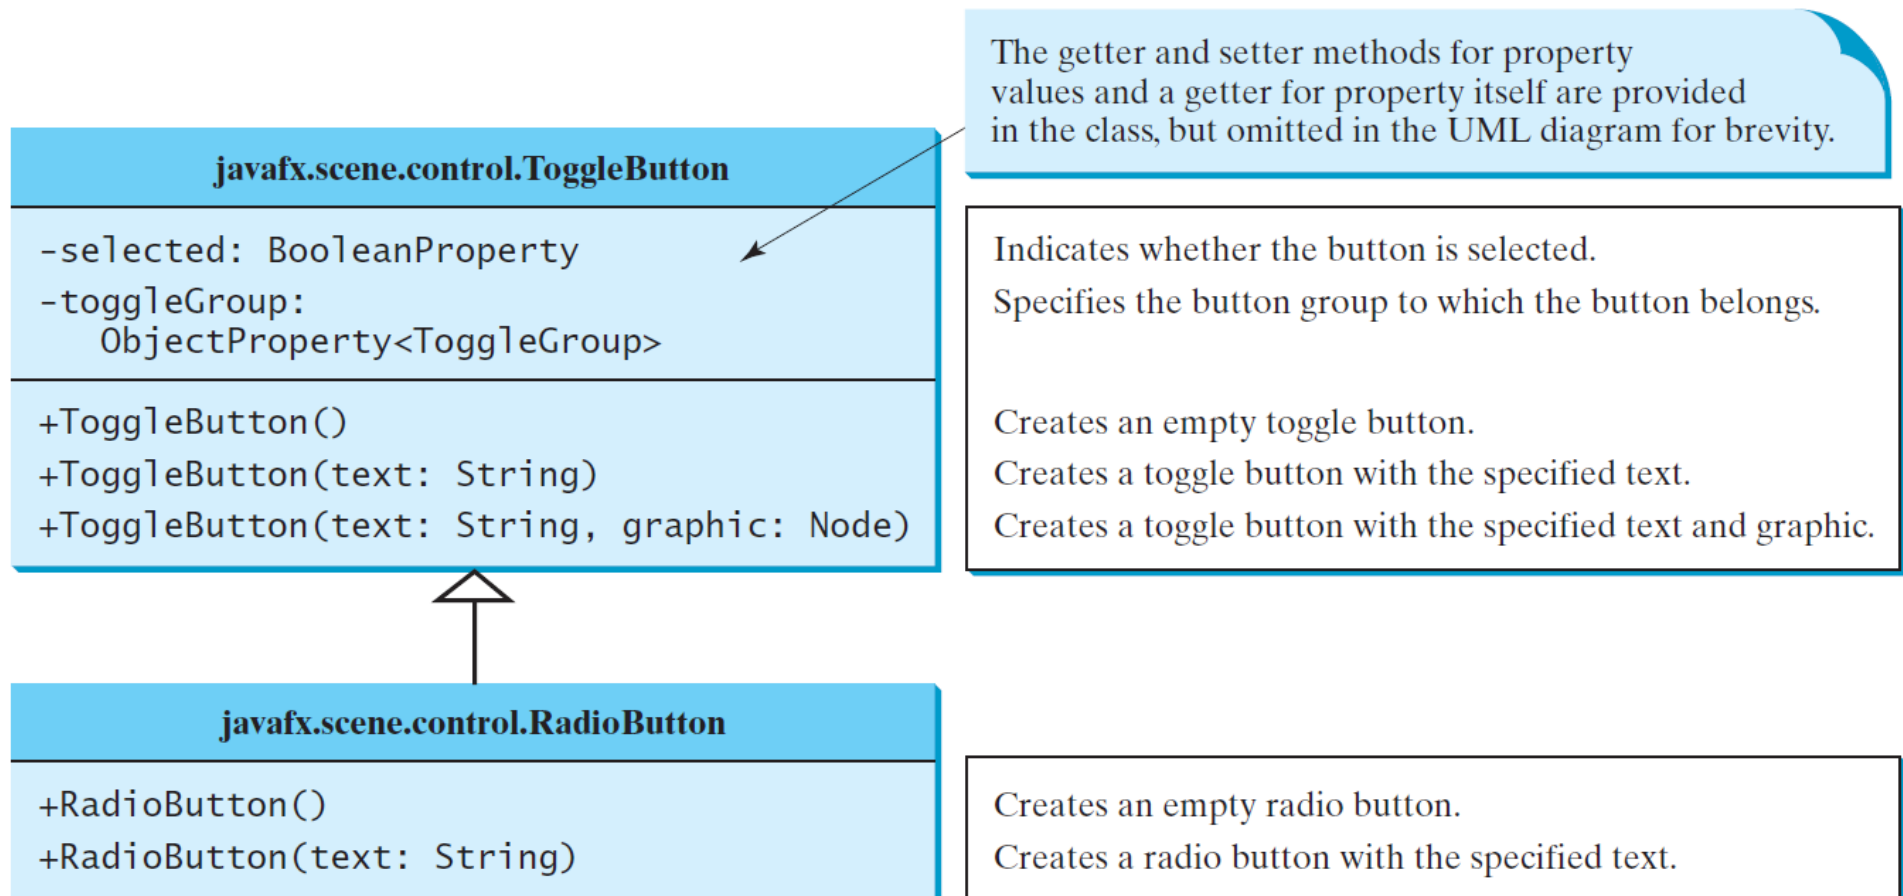 The getter and setter methods for property
values and a getter for property itself are provided
in the class, but omitted in the UML diagram for brevity.
javafx.scene.control.ToggleButton
-selected: BooleanProperty
Indicates whether the button is selected.
-toggleGroup:
ObjectProperty<ToggleGroup>
Specifies the button group to which the button belongs.
+ToggleButton()
Creates an empty toggle button.
+ToggleButton(text: String)
Creates a toggle button with the specified text.
+ToggleButton(text: String, graphic: Node)
Creates a toggle button with the specified text and graphic.
javafx.scene.control.RadioButton
+RadioButton()
Creates an empty radio button.
+RadioButton(text: String)
Creates a radio button with the specified text.